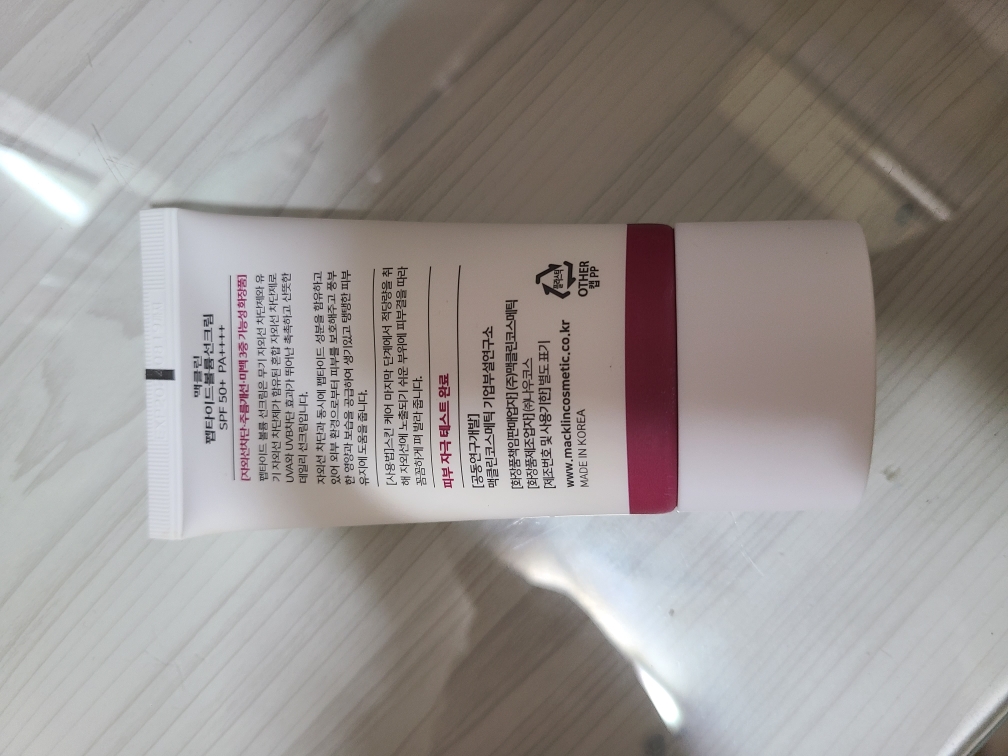 맥클린
펩타이드볼륨선크림
SPF 50+ PA++++
[자외선차단·주름개선·미백 3중 기능성 화장품]
펩타이드 볼륨 선크림은 무기 자외선 차단제와 유
기 자외선 차단제가 함유된 혼합 자외선 차단제로
UVA와 UVB차단 효과가 뛰어난 촉촉하고 산뜻한
데일리 선크림입니다.
자외선 차단과 동시에 펩타이드 성분을 함유하고
있어 외부 환경으로부터 피부를 보호해주고 풍부
한 영양과 보습을 공급하여 생기있고 탱탱한 피부
유지에 도움을 줍니다.
[사용법]스킨 케어 마지막 단계에서 적당량을 취
해 자외선에 노출되기 쉬운 부위에 피부결을 따라
꼼꼼하게 펴 발라 줍니다.
피부 자극 테스트 완료
[공동연구개발]
맥클린코스메틱 기업부설연구소
[화장품책임판매업자] (주)맥클린코스메틱
[화장품제조업자] (주)나우코스
[제조번호 및 사용기한] 별도 표기
www.macklincosmetic.co.kr
MADE IN KOREA
플라스틱
OTHER
캡 PP